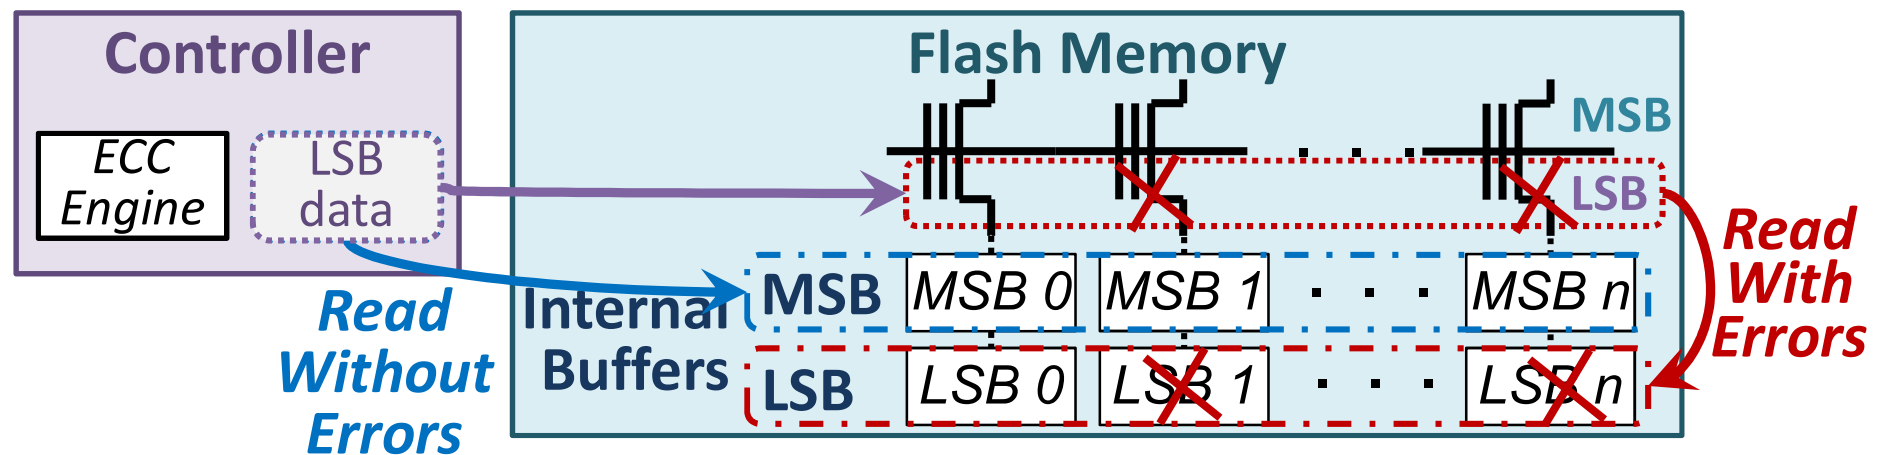 Controller
ECC
Engine
LSB
data
Flash Memory
MSB
LSB
Read
With
Errors
Read
Without
Errors
Internal
Buffers
MSB
MSB 0
MSB 1
MSB n
LSB
LSB 0
LSB 1
LSB n